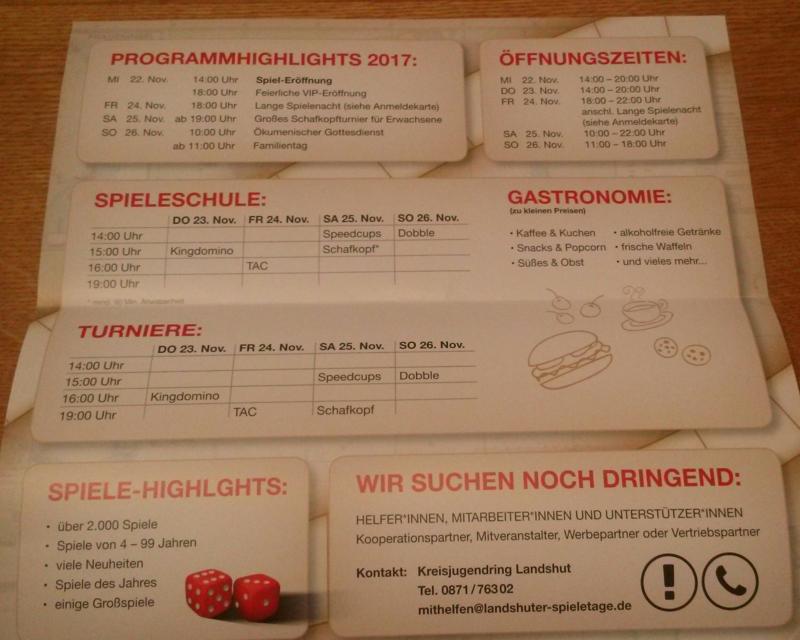 PROGRAMMHIGHLIGHTS 2017:
MI 22. Nov. 14:00 Uhr Spiel-Eröffnung
18:00 Uhr Feierliche VIP-Eröffnung
FR 24. Nov. 18:00 Uhr Lange Spielenacht (siehe Anmeldekarte)
SA 25. Nov. ab 19:00 Uhr Großes Schafkopfturnier für Erwachsene
SO 26. Nov. 10:00 Uhr Ökumenischer Gottesdienst
ab 11:00 Uhr Familientag
ÖFFNUNGSZEITEN:
MI 22. Nov. 14:00 – 20:00 Uhr
DO 23. Nov. 14:00 – 20:00 Uhr
FR 24. Nov. 18:00 – 22:00 Uhr
anschl. Lange Spielenacht
(siehe Anmeldekarte)
SA 25. Nov. 10:00 – 22:00 Uhr
SO 26. Nov. 11:00 – 18:00 Uhr
SPIELESCHULE:
DO 23. Nov. FR 24. Nov. SA 25. Nov. SO 26. Nov.
14:00 Uhr Speedcups Dobble
15:00 Uhr Kingdomino Schafkopf*
16:00 Uhr TAC
19:00 Uhr
* mind. 90 Min. Anwesenheit
GASTRONOMIE:
(zu kleinen Preisen)
• Kaffee & Kuchen • alkoholfreie Getränke
• Snacks & Popcorn • frische Waffeln
• Süßes & Obst • und vieles mehr...
TURNIERE:
DO 23. Nov. FR 24. Nov. SA 25. Nov. SO 26. Nov.
14:00 Uhr
15:00 Uhr Speedcups Dobble
16:00 Uhr Kingdomino
19:00 Uhr TAC Schafkopf
SPIELE-HIGHLGHTS:
• über 2.000 Spiele
• Spiele von 4 – 99 Jahren
• viele Neuheiten
• Spiele des Jahres
• einige Großspiele
WIR SUCHEN NOCH DRINGEND:
HELFER*INNEN, MITARBEITER*INNEN UND UNTERSTÜTZER*INNEN
Kooperationspartner, Mitveranstalter, Werbepartner oder Vertriebspartner
Kontakt: Kreisjugendring Landshut
Tel. 0871 / 763 02
mithelfen@landshuter-spieletage.de